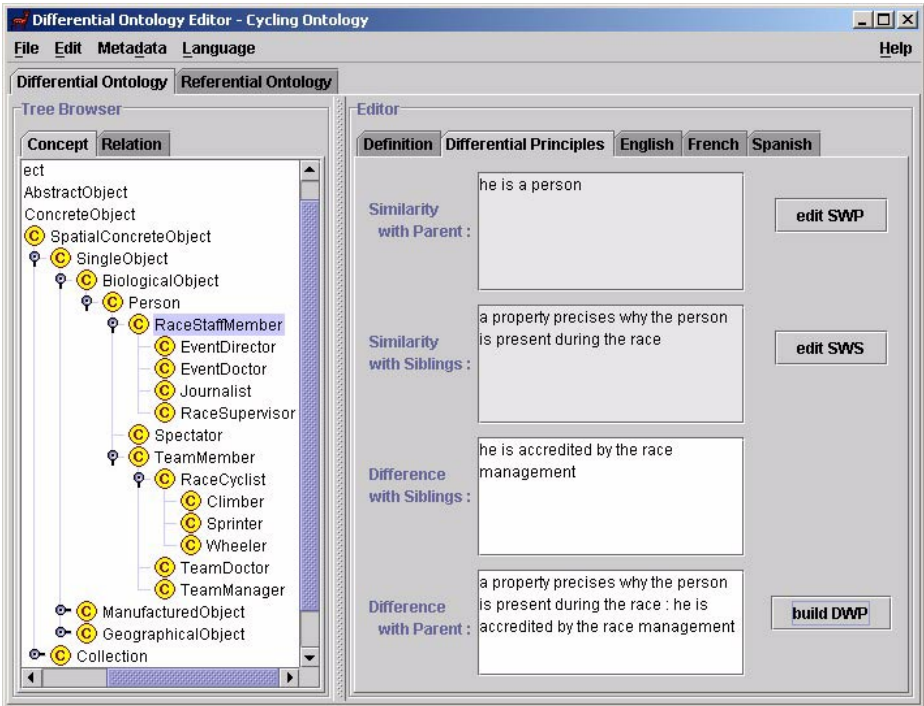 Differential Ontology Editor - Cycling Ontology
File Edit Metadata Language Help
Differential Ontology Referential Ontology
Tree Browser
Concept Relation
ect
AbstractObject
ConcreteObject
C SpatialConcreteObject
C SingleObject
C BiologicalObject
C Person
C RaceStaffMember
C EventDirector
C EventDoctor
C Journalist
C RaceSupervisor
C Spectator
C TeamMember
C RaceCyclist
C Climber
C Sprinter
C Wheeler
C TeamDoctor
C TeamManager
C ManufacturedObject
C GeographicalObject
C Collection
Editor
Definition Differential Principles English French Spanish
Similarity
with Parent :
he is a person
edit SWP
Similarity
with Siblings :
a property precises why the person
is present during the race
edit SWS
Difference
with Siblings :
he is accredited by the race
management
Difference
with Parent :
a property precises why the person
is present during the race : he is
accredited by the race management
build DWP